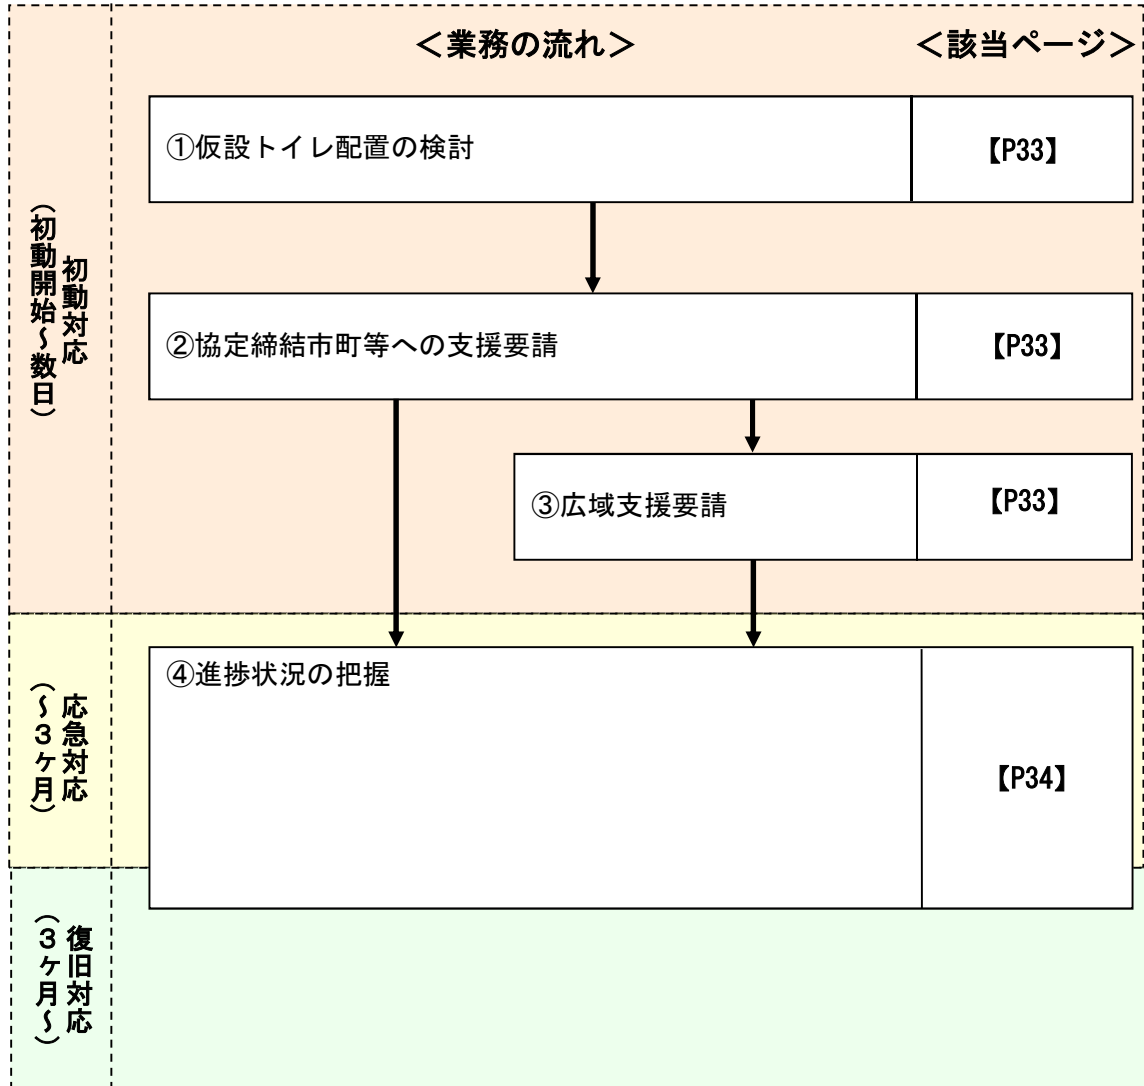 <業務の流れ>
<該当ページ>
初動対応
(初動開始～数日)
①仮設トイレ配置の検討
【P33】
②協定締結市町等への支援要請
【P33】
③広域支援要請
【P33】
応急対応
(～3ヶ月)
④進捗状況の把握
【P34】
復旧対応
(3ヶ月～)